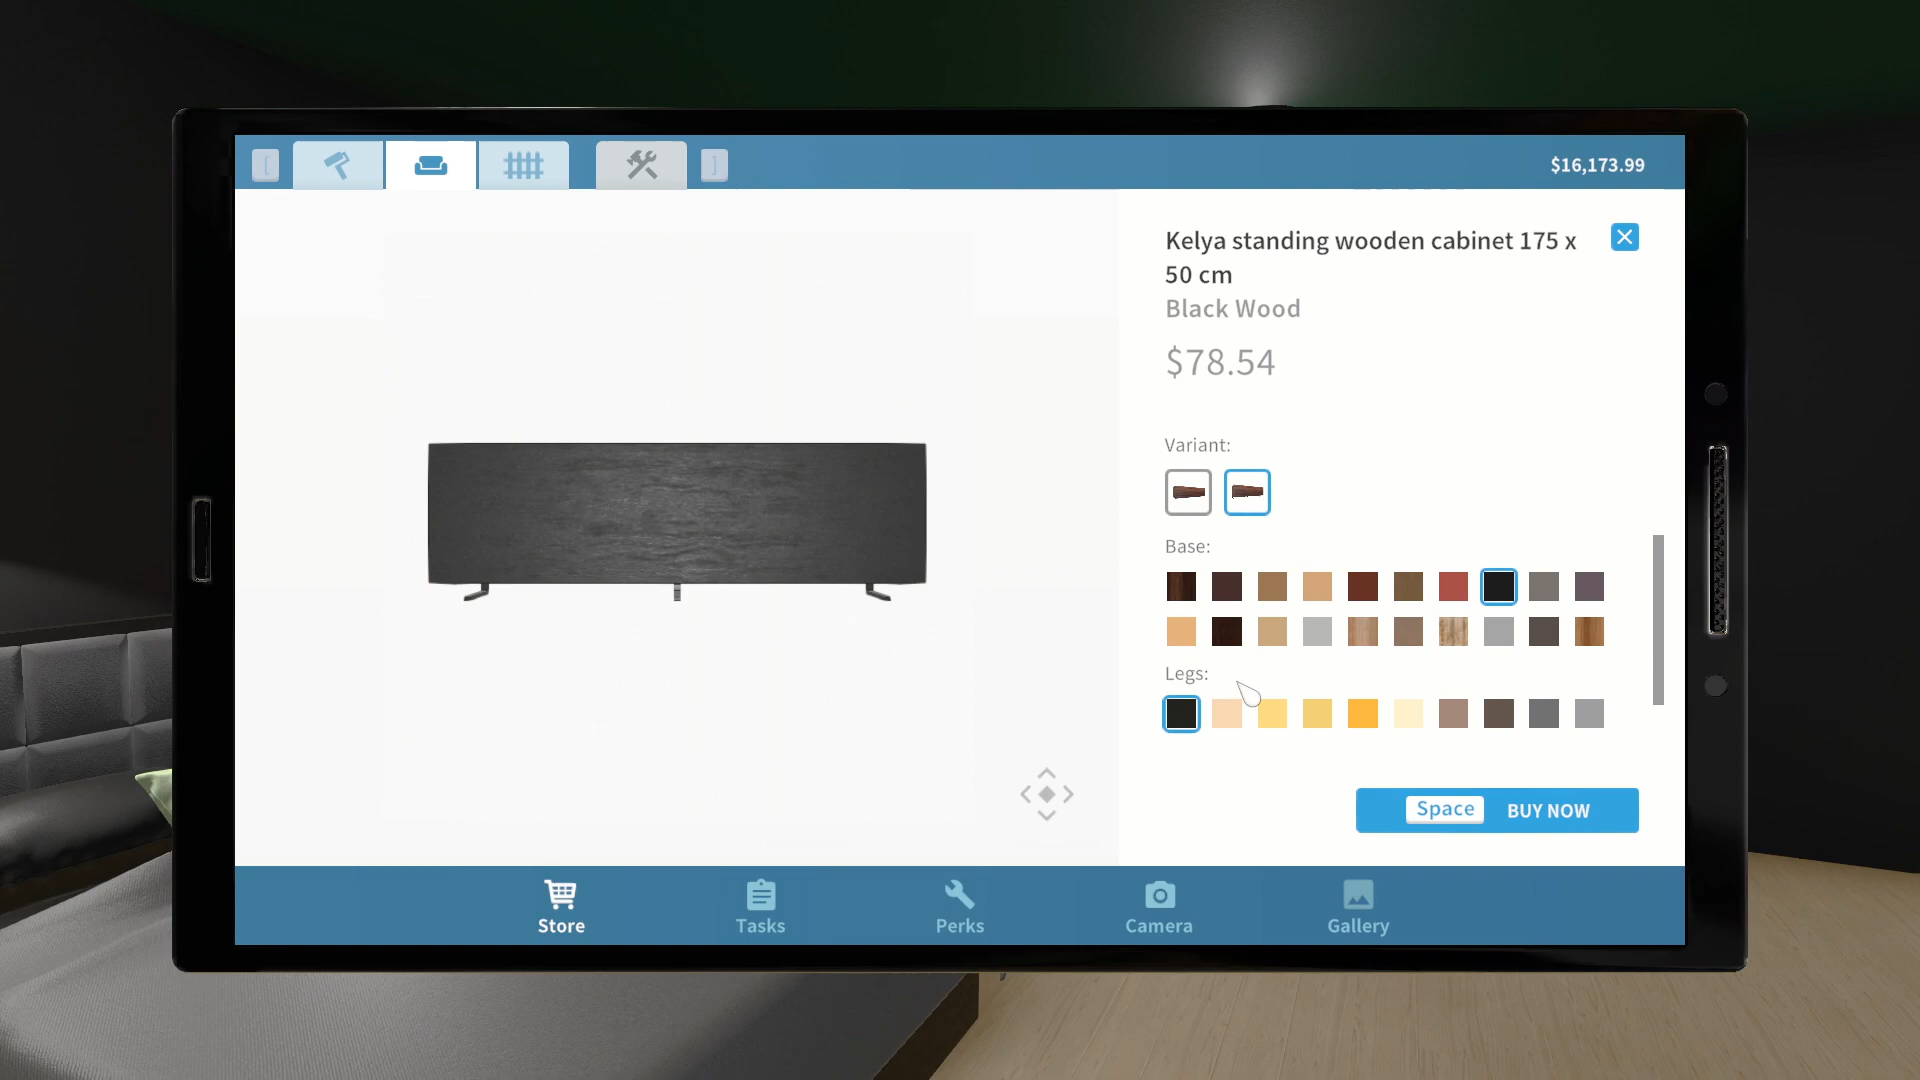 [
]
$16,173.99
Kelya standing wooden cabinet 175 x
50 cm
Black Wood
$78.54
Variant:
Base:
Legs:
Space BUY NOW
Store
Tasks
Perks
Camera
Gallery